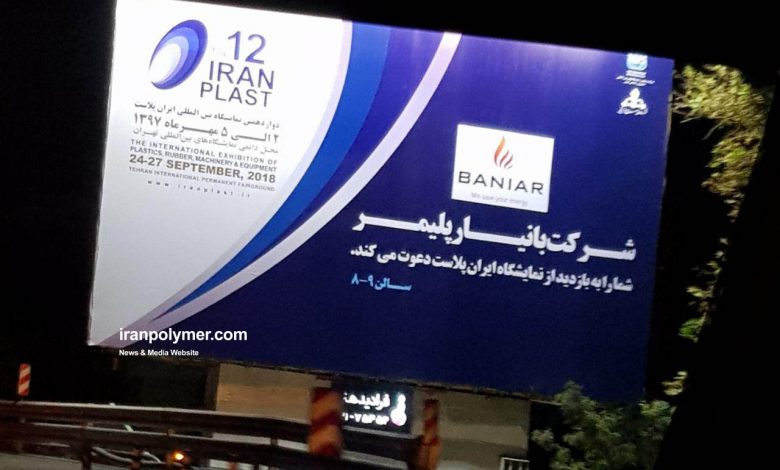 12
IRAN
PLAST
دوازدهمین نمایشگاه بین المللی ایران پلاست
۲ الی ۵ مهر ماه ۱۳۹۷
محل دائمی نمایشگاه‌های بین‌المللی تهران
THE INTERNATIONAL EXHIBITION OF
PLASTICS, RUBBER, MACHINERY & EQUIPMENT
24-27 SEPTEMBER, 2018
TEHRAN INTERNATIONAL PERMANENT FAIRGROUND
www.iranplast.ir
BANIAR
We save your energy
شرکت بانیار پلیمر
شما را به بازدید از نمایشگاه ایران پلاست دعوت می کند.
سالن ۹-۸
iranpolymer.com
News & Media Website